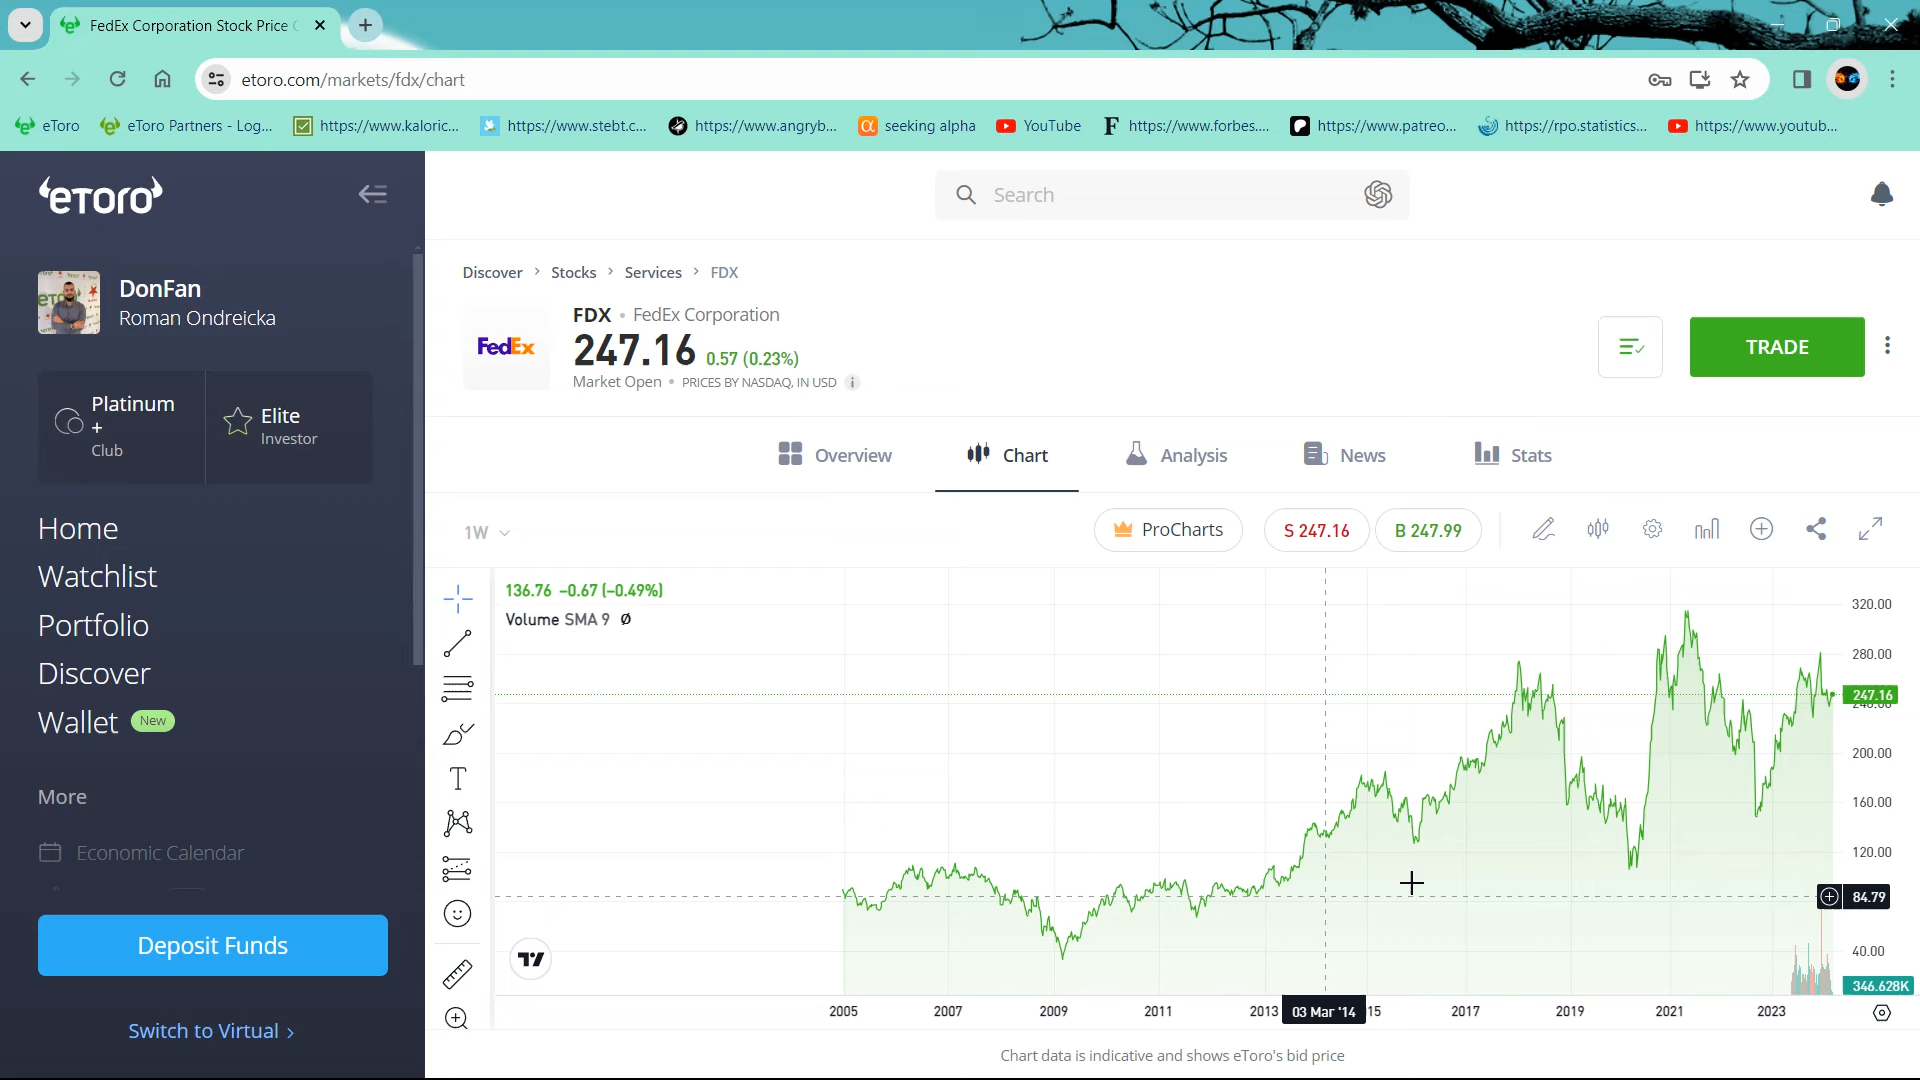 FedEx Corporation Stock Price
etoro.com/markets/fdx/chart
eToro
eToro Partners - Log...
https://www.kaloric...
https://www.stebt.c...
https://www.angryb...
seeking alpha
YouTube
https://www.forbes....
https://www.patreo...
https://rpo.statistics...
https://www.youtub...
eTORO
DonFan
Roman Ondreicka
Platinum
+
Club
Elite
Investor
Home
Watchlist
Portfolio
Discover
Wallet New
More
Economic Calendar
Deposit Funds
Switch to Virtual >
Search
Discover > Stocks > Services > FDX
FedEx
FDX • FedEx Corporation
247.16 0.57 (0.23%)
Market Open • PRICES BY NASDAQ, IN USD
TRADE
Overview
Chart
Analysis
News
Stats
1W
ProCharts
S 247.16
B 247.99
136.76 −0.67 (−0.49%)
Volume SMA 9 Ø
320.00
280.00
247.16
240.00
200.00
160.00
120.00
84.79
40.00
346.628K
2005
2007
2009
2011
2013
03 Mar '14
15
2017
2019
2021
2023
Chart data is indicative and shows eToro's bid price